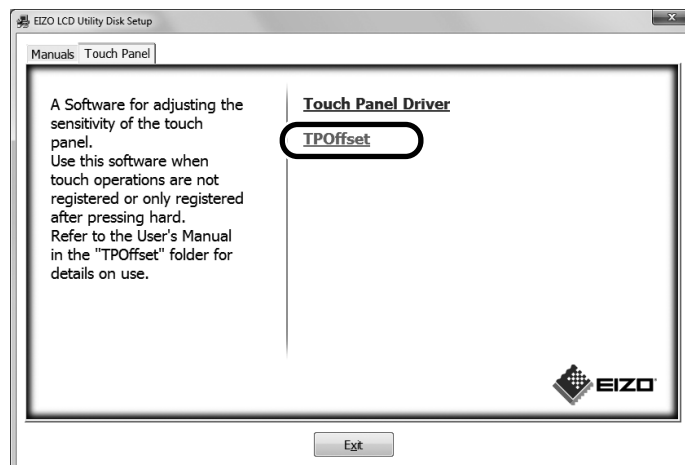 EIZO LCD Utility Disk Setup
x
Manuals Touch Panel
A Software for adjusting the
sensitivity of the touch
panel.
Use this software when
touch operations are not
registered or only registered
after pressing hard.
Refer to the User's Manual
in the "TPOffset" folder for
details on use.
Touch Panel Driver
TPOffset
EIZO
Exit